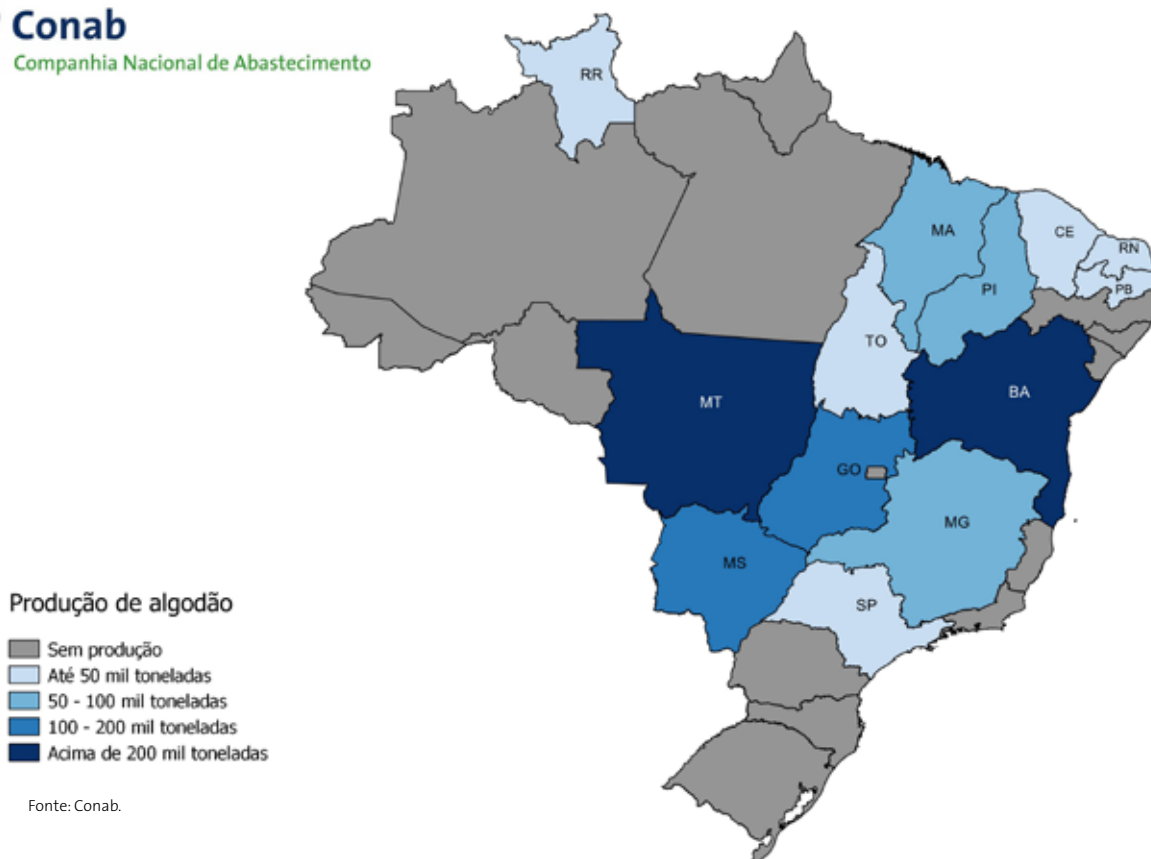 Conab
Companhia Nacional de Abastecimento
RR
MA
CE
RN
PI
PB
TO
MT
BA
GO
MG
MS
SP
Produção de algodão
Sem produção
Até 50 mil toneladas
50 - 100 mil toneladas
100 - 200 mil toneladas
Acima de 200 mil toneladas
Fonte: Conab.